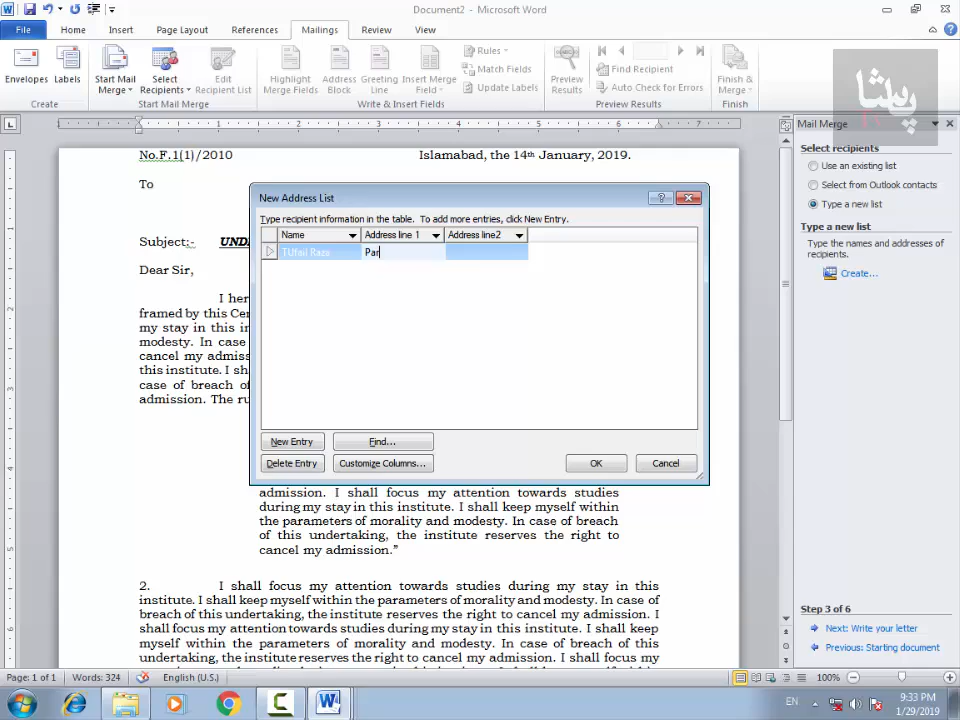 Document2 - Microsoft Word
File Home Insert Page Layout References Mailings Review View
Envelopes Labels Start Mail Merge Select Recipients Edit Recipient List Highlight Merge Fields Address Block Greeting Line Insert Merge Field Rules Match Fields Update Labels Preview Results Find Recipient Auto Check for Errors Finish & Merge
Create Start Mail Merge Write & Insert Fields Preview Results Finish
پیشا
No.F.1(1)/2010 Islamabad, the 14th January, 2019.
To
Subject:-
Dear Sir,
I her
framed by this Cer
my stay in this in
modesty. In case
cancel my admiss
this institute. I sh
case of breach of
admission. The ru
New Address List
Type recipient information in the table. To add more entries, click New Entry.
Name Address line 1 Address line2
TUfail Raza Par
New Entry Find...
Delete Entry Customize Columns... OK Cancel
admission. I shall focus my attention towards studies
during my stay in this institute. I shall keep myself within
the parameters of morality and modesty. In case of breach
of this undertaking, the institute reserves the right to
cancel my admission.”
2. I shall focus my attention towards studies during my stay in this
institute. I shall keep myself within the parameters of morality and modesty. In case of
breach of this undertaking, the institute reserves the right to cancel my admission. I
shall focus my attention towards studies during my stay in this institute. I shall keep
myself within the parameters of morality and modesty. In case of breach of this
undertaking, the institute reserves the right to cancel my admission. I shall focus my
Mail Merge
Select recipients
Use an existing list
Select from Outlook contacts
Type a new list
Type a new list
Type the names and addresses of
recipients.
Create...
Step 3 of 6
Next: Write your letter
Previous: Starting document
Page: 1 of 1 Words: 324 English (U.S.) 100%
EN 9:33 PM
1/29/2019